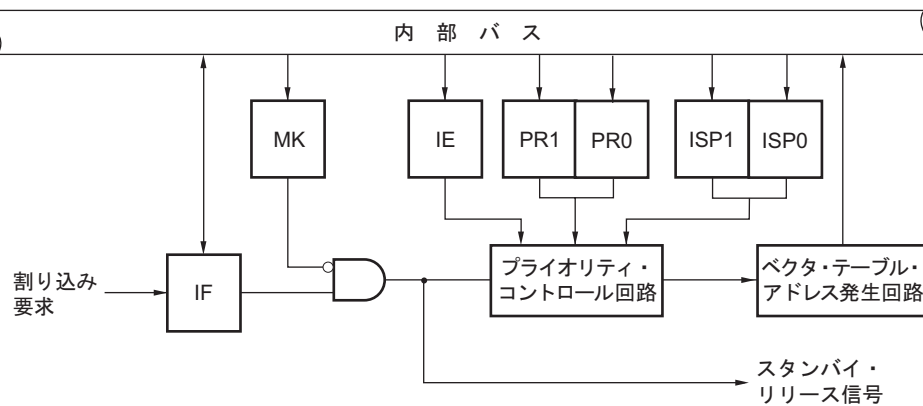 内 部 バ ス
MK
IE
PR1
PR0
ISP1
ISP0
割り込み
要求
IF
プライオリティ・
コントロール回路
ベクタ・テーブル・
アドレス発生回路
スタンバイ・
リリース信号